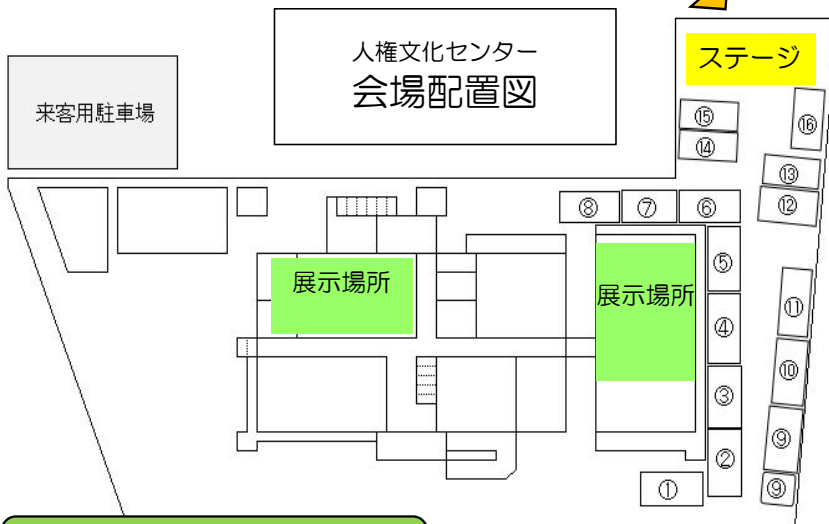 人権文化センター
会場配置図
ステージ
来客用駐車場
⑮
⑯
⑭
⑬
⑧
⑦
⑥
⑫
⑤
展示場所
展示場所
⑪
④
⑩
③
⑨
②
①
⑨